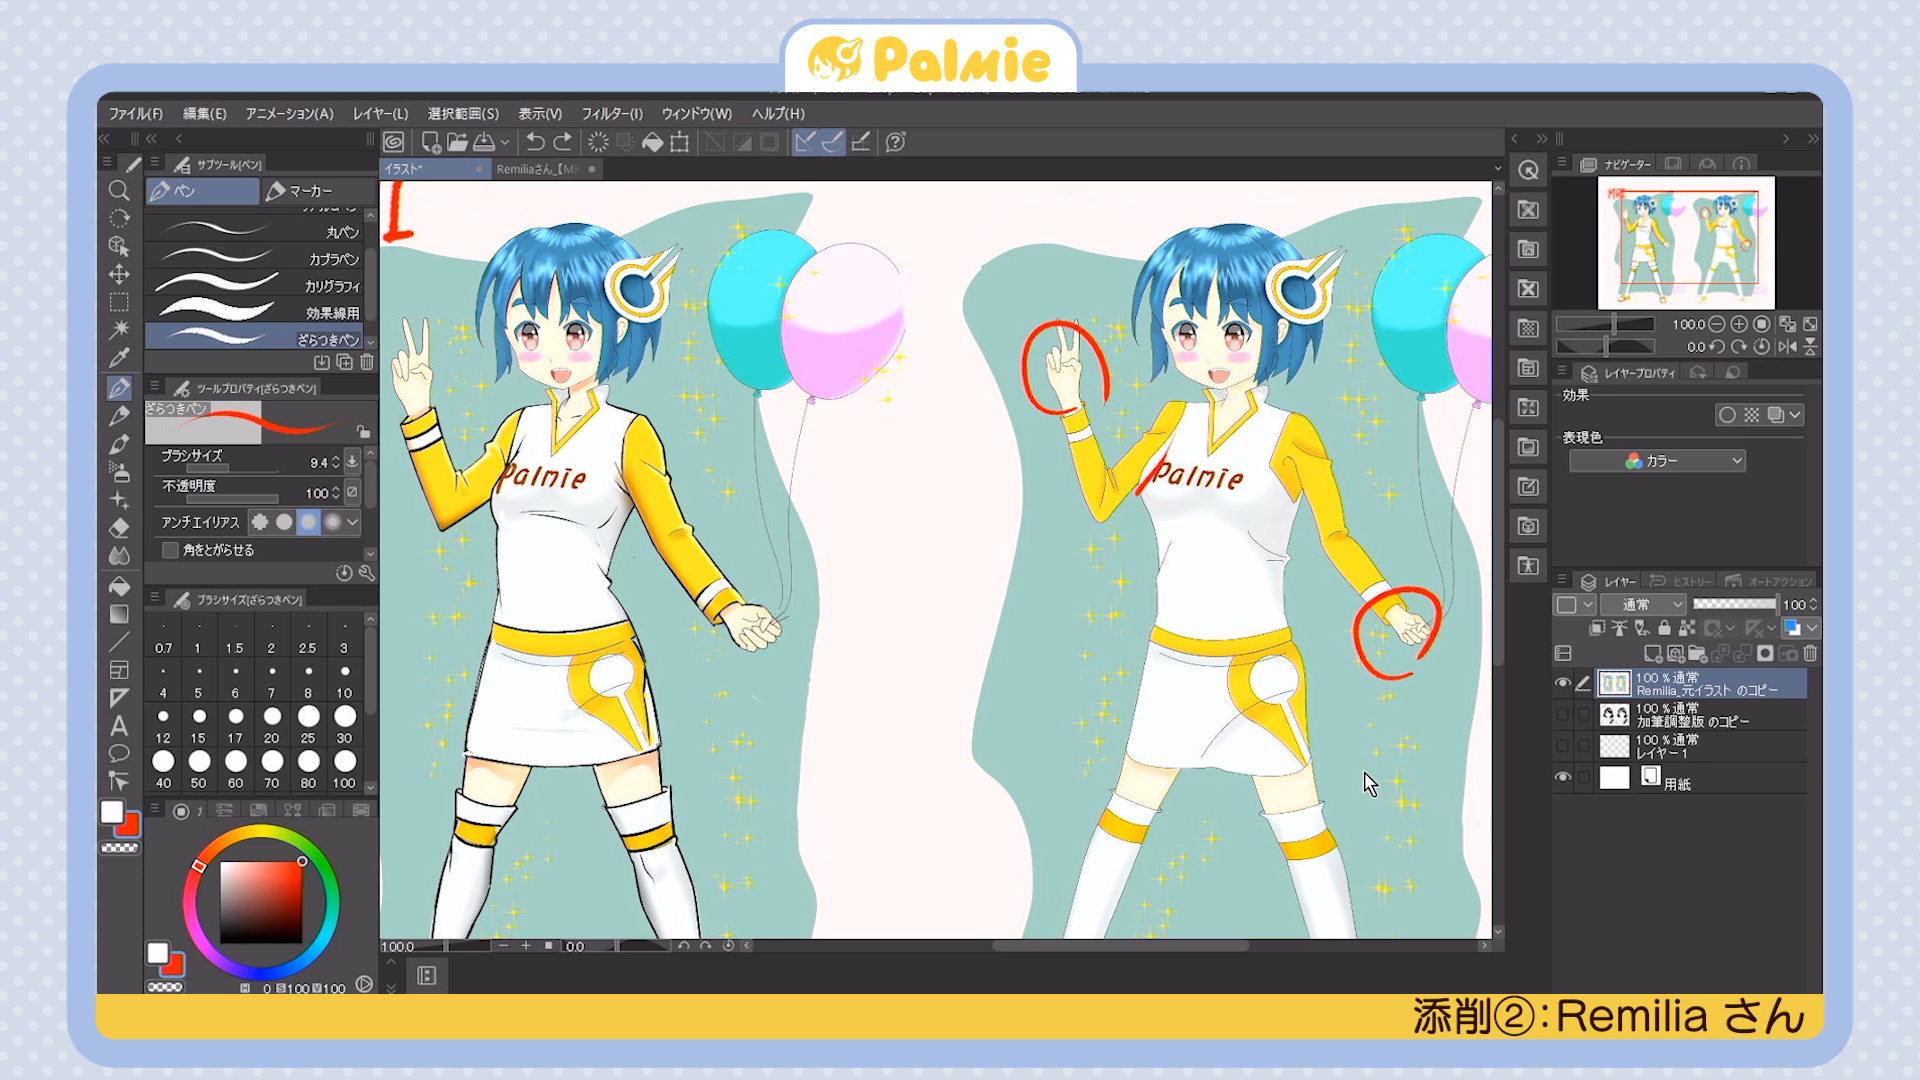 Palmie
ファイル(F) 編集(E) アニメーション(A) レイヤー(L) 選択範囲(S) 表示(V) フィルター(I) ウィンドウ(W) ヘルプ(H)
サブツール[ペン]
ペン
マーカー
丸ペン
カブラペン
カリグラフィ
効果線用
ざらつきペン
ツールプロパティ[ざらつきペン]
ざらつきペン
ブラシサイズ 9.4
不透明度 100
アンチエイリアス
角をとがらせる
ブラシサイズ[ざらつきペン]
0.7 1 1.5 2 2.5 3
4 5 6 7 8 10
12 15 17 20 25 30
40 50 60 70 80 100
H 0 S 100 V 100
イラスト*
Remiliaさん_【M
Palmie
Palmie
100.0
0.0
ナビゲーター
100.0
0.0
レイヤープロパティ
効果
表現色
カラー
レイヤー ヒストリー オートアクション
通常 100
100 % 通常
Remilia_元イラスト のコピー
100 % 通常
加筆調整版 のコピー
100 % 通常
レイヤー 1
用紙
添削②:Remilia さん